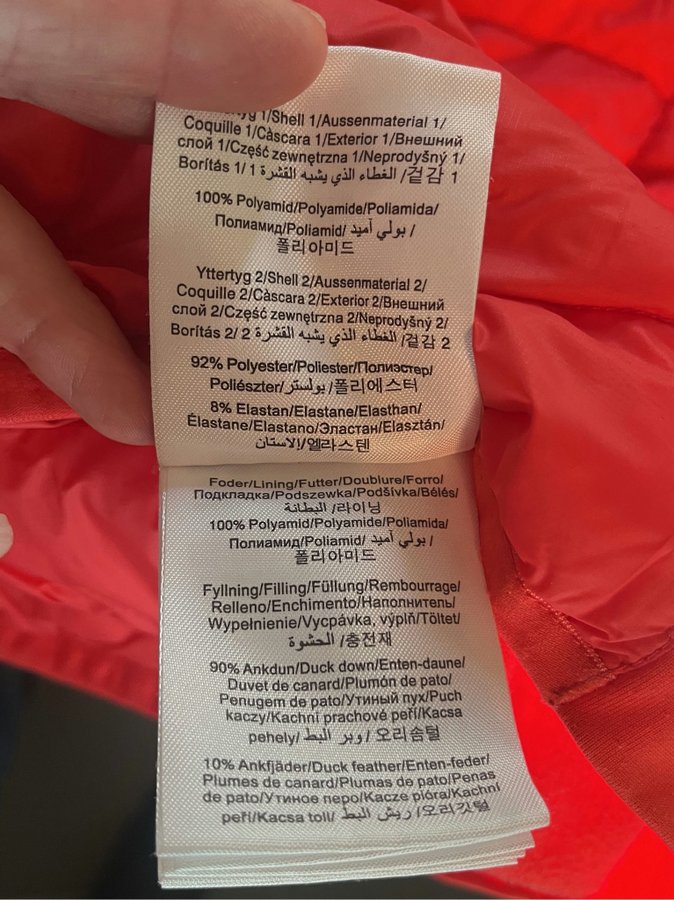 1/Shell 1/Aussenmaterial 1/
Coquille 1/Càscara 1/Exterior 1/Внешний
слой 1/Część zewnętrzna 1/Neprodyšný 1/
Borítás 1/ الغطاء الذي يشبه القشرة 1 /겉감 1
100% Polyamid/Polyamide/Poliamida/
Полиамид/Poliamid/ بولي آميد /
폴리아미드
Yttertyg 2/Shell 2/Aussenmaterial 2/
Coquille 2/Càscara 2/Exterior 2/Внешний
слой 2/Część zewnętrzna 2/Neprodyšný 2/
Borítás 2/ الغطاء الذي يشبه القشرة 2 /겉감 2
92% Polyester/Poliester/Полиэстер/
Poliészter/بولستر/폴리에스터
8% Elastan/Elastane/Elasthan/
Élastane/Elastano/Эластан/Elasztán/
إلاستان/엘라스텐
Foder/Lining/Futter/Doublure/Forro/
Подкладка/Podszewka/Podšívka/Bélés/
البطانة /라이닝
100% Polyamid/Polyamide/Poliamida/
Полиамид/Poliamid/ بولي آميد /
폴리아미드
Fyllning/Filling/Füllung/Rembourrage/
Relleno/Enchimento/Наполнитель/
Wypełnienie/Vycpávka, výplň/Töltet/
الحشوة /충전재
90% Ankdun/Duck down/Enten-daune/
Duvet de canard/Plumón de pato/
Penugem de pato/Утиный пух/Puch
kaczy/Kachní prachové peří/Kacsa
pehely/ وبر البط /오리솜털
10% Ankfjäder/Duck feather/Enten-feder/
Plumes de canard/Plumas de pato/Penas
de pato/Утиное перо/Kacze pióra/Kachní
peří/Kacsa toll/ ريش البط /오리깃털